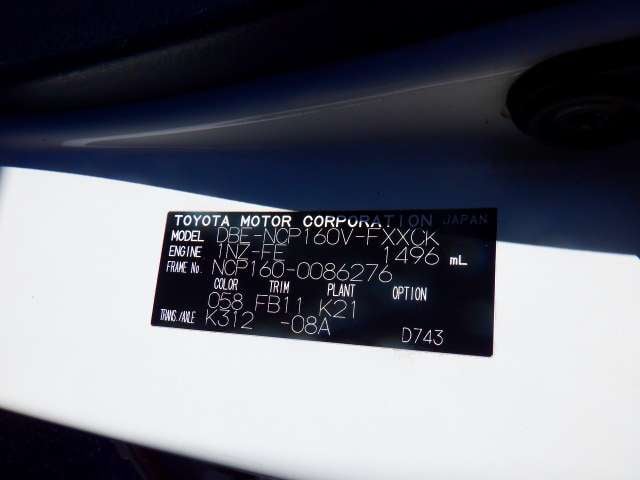 TOYOTA MOTOR CORPORATION JAPAN
MODEL DBE-NCP160V-FXXCK
ENGINE 1NZ-FE 1496 mL
FRAME No. NCP160-0086276
COLOR TRIM PLANT OPTION
058 FB11 K21
TRANS./AXLE K312 -08A D743